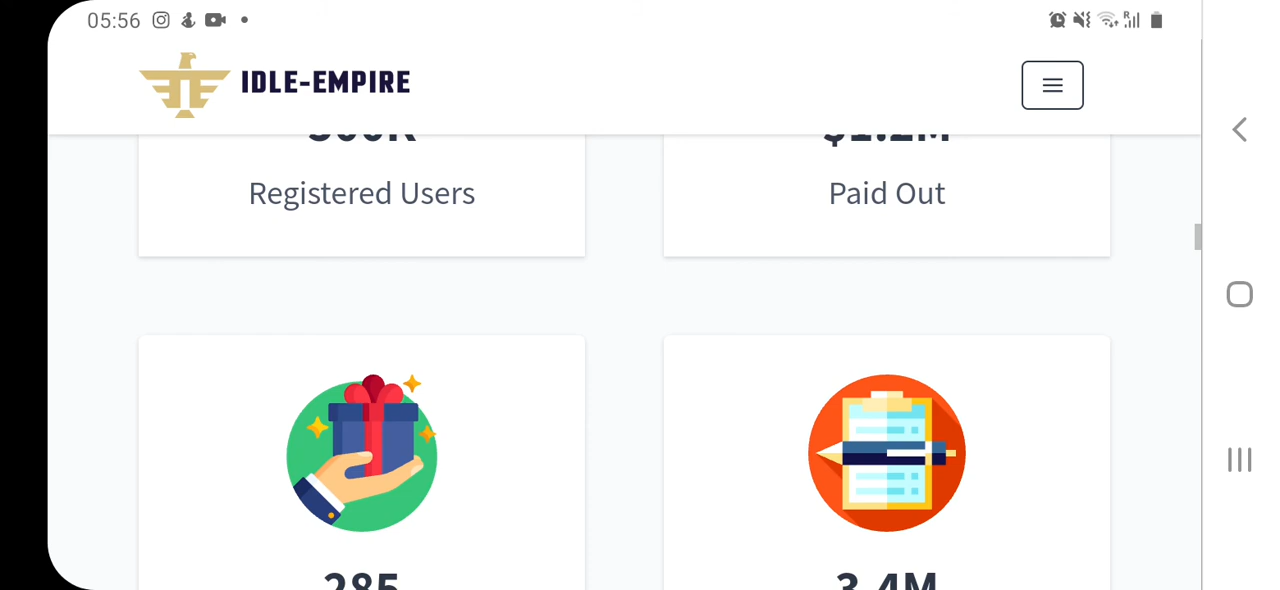 05:56
IDLE-EMPIRE
Registered Users
Paid Out
285
3.4M